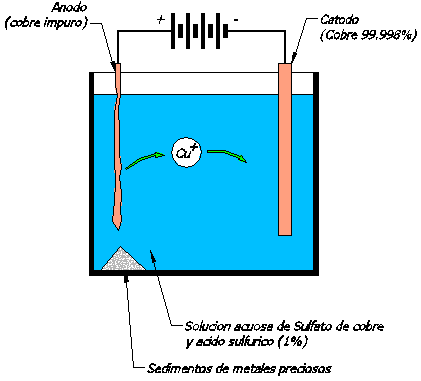 Anodo
(cobre impuro)
+
-
Catodo
(Cobre 99.998%)
Cu+
Solucion acuosa de Sulfato de cobre
y acido sulfurico (1%)
Sedimentos de metales preciosos